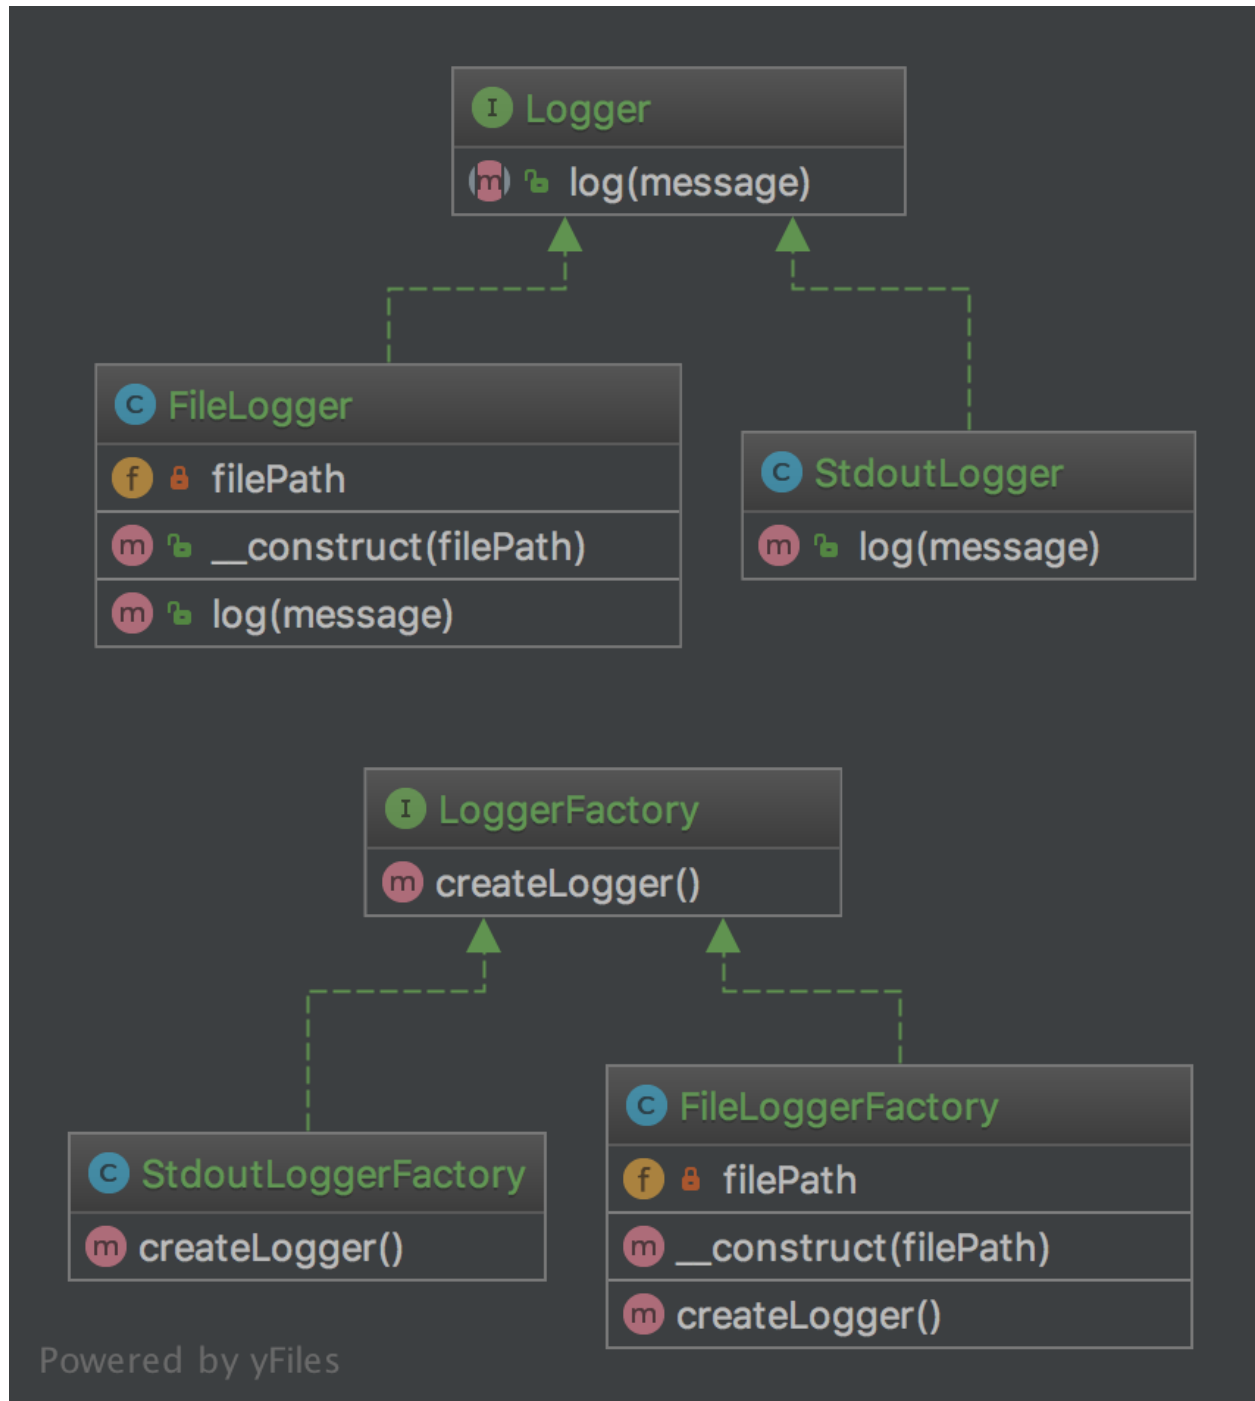 I Logger
m log(message)
C FileLogger
f filePath
m __construct(filePath)
m log(message)
C StdoutLogger
m log(message)
I LoggerFactory
m createLogger()
C StdoutLoggerFactory
m createLogger()
C FileLoggerFactory
f filePath
m __construct(filePath)
m createLogger()
Powered by yFiles